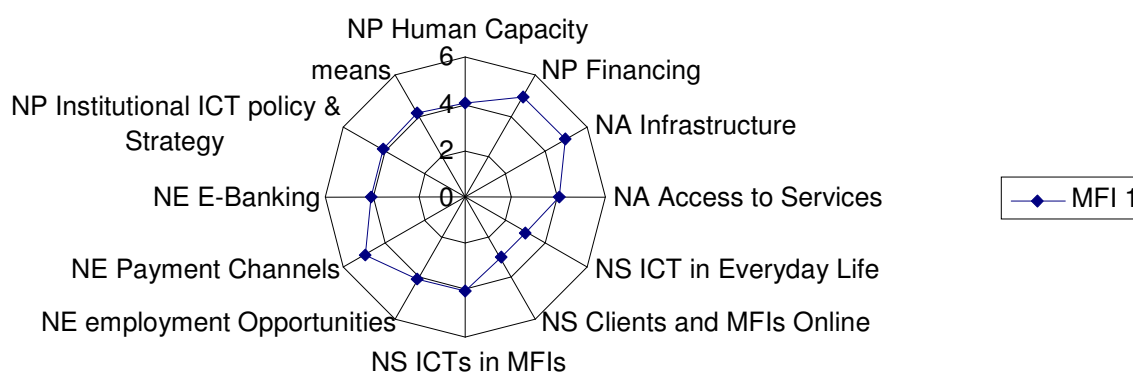 NP Human Capacity
6
means
NP Financing
NP Institutional ICT policy &
Strategy
4
NA Infrastructure
2
NE E-Banking
0
NA Access to Services
MFI 1
NE Payment Channels
NS ICT in Everyday Life
NE employment Opportunities
NS Clients and MFIs Online
NS ICTs in MFIs